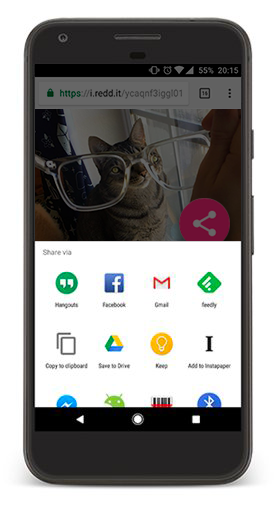 55% 20:15
https://i.redd.it/ycaqnf3iggl01
15
Share via
Hangouts
Facebook
Gmail
feedly
Copy to clipboard
Save to Drive
Keep
Add to Instapaper